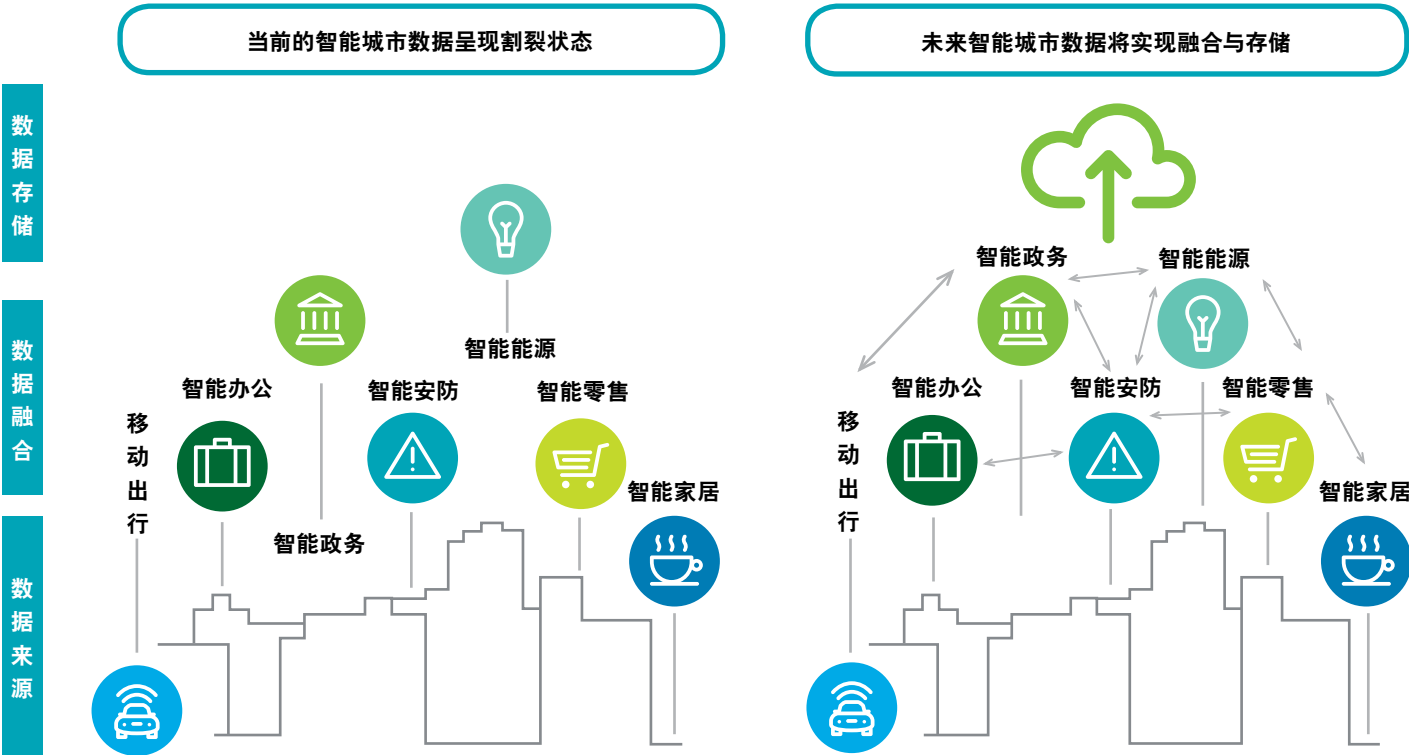 当前的智能城市数据呈现割裂状态
未来智能城市数据将实现融合与存储
数据存储
数据融合
数据来源
智能能源
智能办公
智能安防
智能零售
移动出行
智能家居
智能政务
智能政务
智能能源
智能办公
智能安防
智能零售
移动出行
智能家居